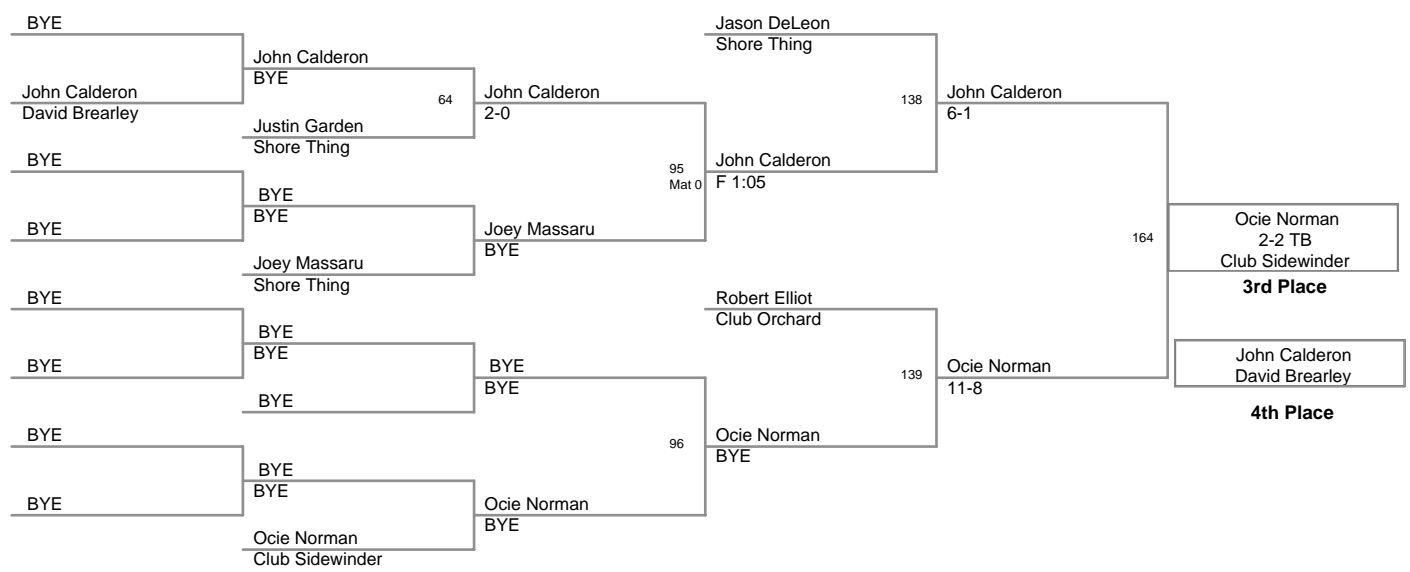 BYE
John Calderon
David Brearley
BYE
BYE
BYE
BYE
BYE
BYE
John Calderon
BYE
Justin Garden
Shore Thing
BYE
BYE
Joey Massaru
Shore Thing
BYE
BYE
BYE
BYE
BYE
Ocie Norman
Club Sidewinder
64
John Calderon
2-0
Joey Massaru
BYE
BYE
BYE
Ocie Norman
BYE
95
Mat 0
96
Jason DeLeon
Shore Thing
John Calderon
F 1:05
Robert Elliot
Club Orchard
Ocie Norman
BYE
138
139
John Calderon
6-1
Ocie Norman
11-8
164
Ocie Norman
2-2 TB
Club Sidewinder
3rd Place
John Calderon
David Brearley
4th Place